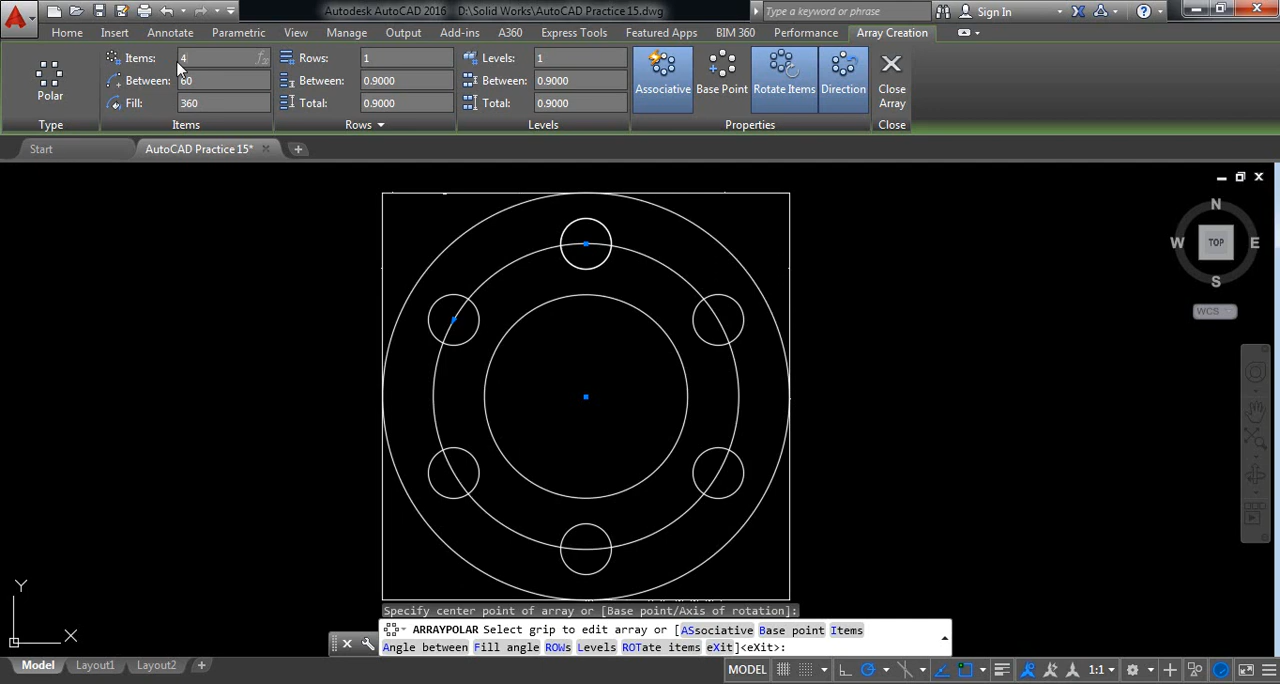 Autodesk AutoCAD 2016 D:\Solid Works\AutoCAD Practice 15.dwg
Type a keyword or phrase
Sign In
Home Insert Annotate Parametric View Manage Output Add-ins A360 Express Tools Featured Apps BIM 360 Performance Array Creation
Items: 4
Rows: 1
Levels: 1
Between: 60
Between: 0.9000
Between: 0.9000
Fill: 360
Total: 0.9000
Total: 0.9000
Polar
Associative
Base Point
Rotate Items
Direction
Close
Array
Type
Items
Rows
Levels
Properties
Close
Start
AutoCAD Practice 15*
N
W TOP E
S
WCS
Y
X
Specify center point of array or [Base point/Axis of rotation]:
ARRAYPOLAR Select grip to edit array or [ASsociative Base point Items
Angle between Fill angle ROWs Levels ROTate items eXit]<eXit>:
Model Layout1 Layout2
MODEL
1:1